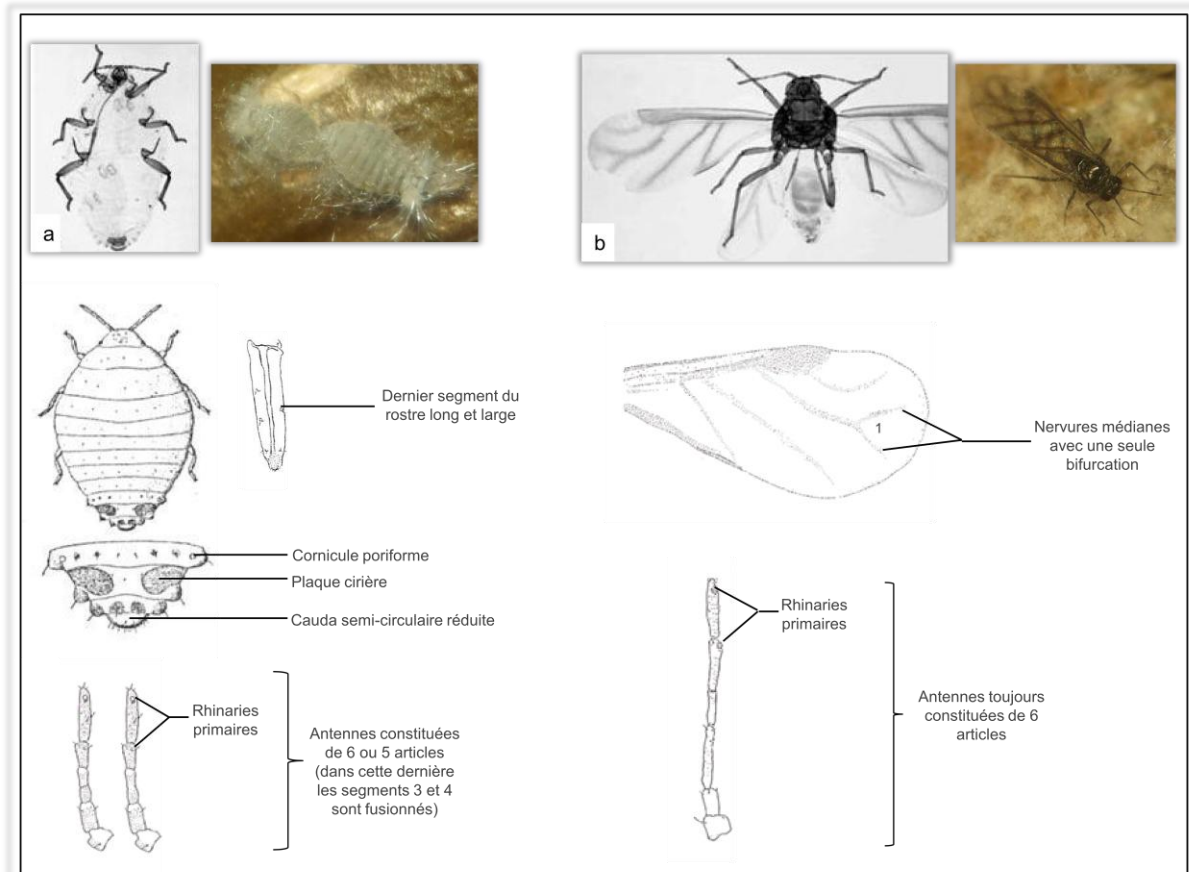 a
b
Dernier segment du
rostre long et large
1
Nervures médianes
avec une seule
bifurcation
Cornicule poriforme
Plaque cirière
Cauda semi-circulaire réduite
Rhinaries
primaires
Antennes constituées
de 6 ou 5 articles
(dans cette dernière
les segments 3 et 4
sont fusionnés)
Rhinaries
primaires
Antennes toujours
constituées de 6
articles